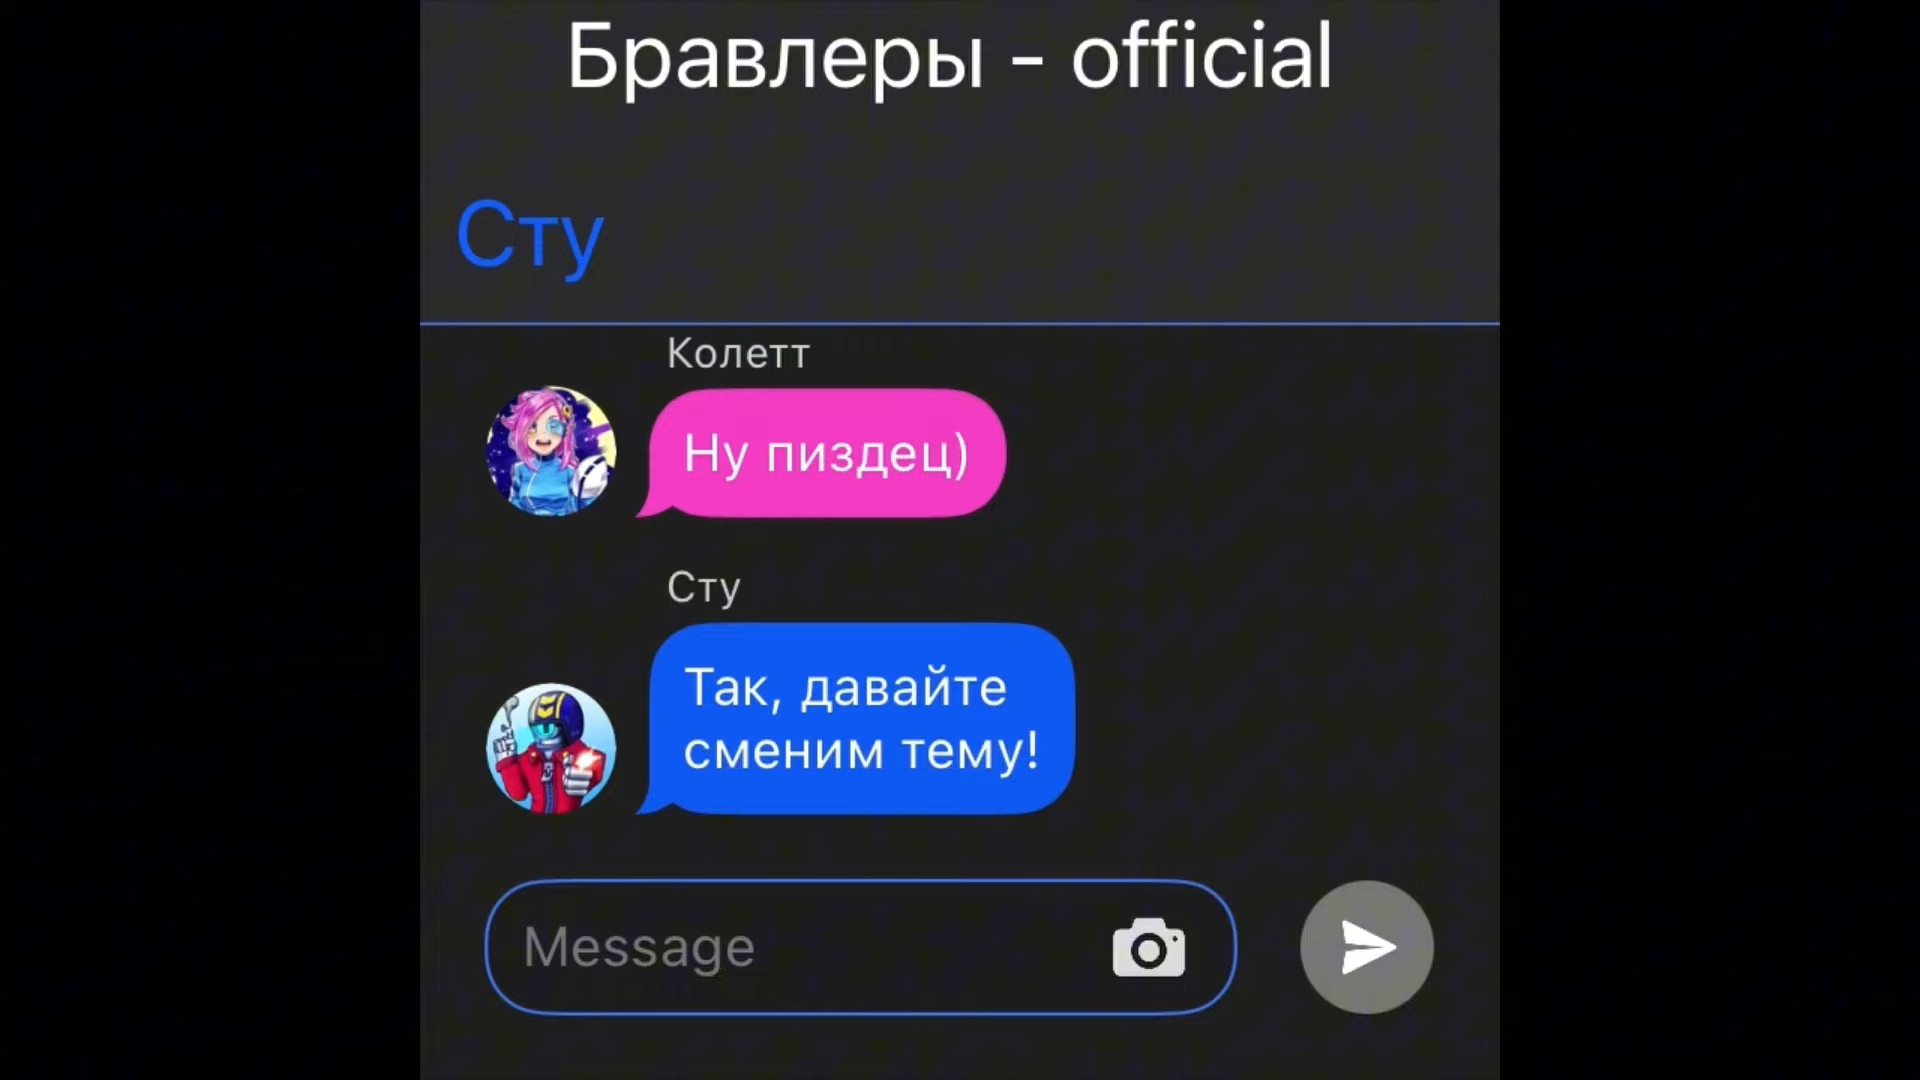 Бравлеры - official
Сту
Колетт
Ну пиздец)
Сту
Так, давайте
сменим тему!
Message